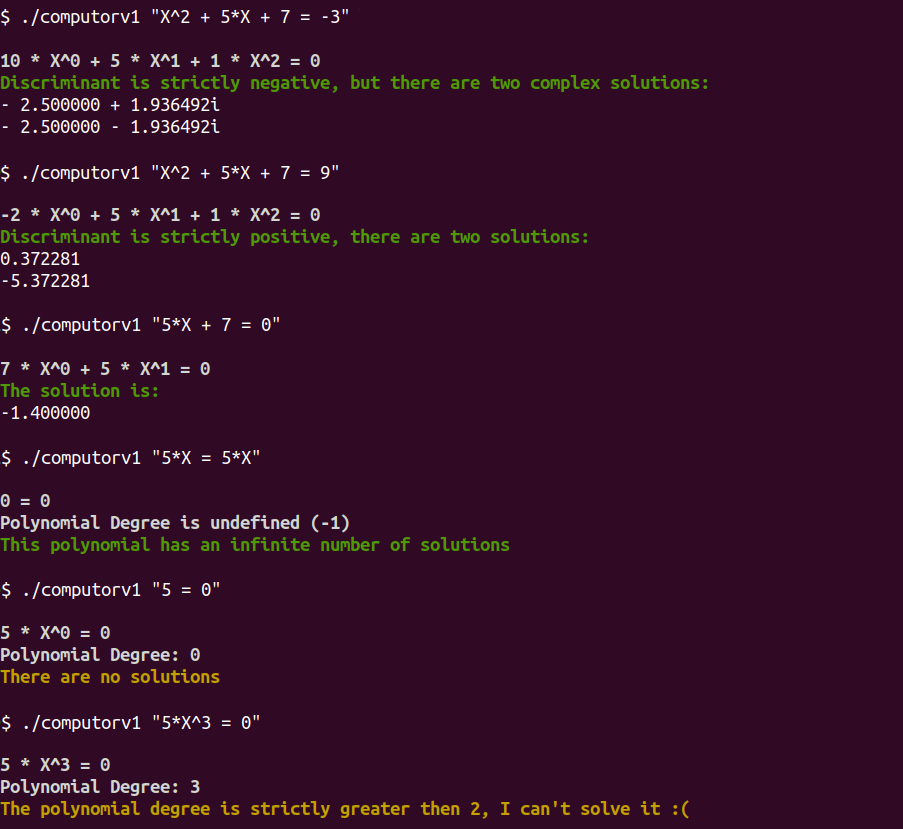 $ ./computorv1 "X^2 + 5*X + 7 = -3"
10 * X^0 + 5 * X^1 + 1 * X^2 = 0
Discriminant is strictly negative, but there are two complex solutions:
- 2.500000 + 1.936492i
- 2.500000 - 1.936492i
$ ./computorv1 "X^2 + 5*X + 7 = 9"
-2 * X^0 + 5 * X^1 + 1 * X^2 = 0
Discriminant is strictly positive, there are two solutions:
0.372281
-5.372281
$ ./computorv1 "5*X + 7 = 0"
7 * X^0 + 5 * X^1 = 0
The solution is:
-1.400000
$ ./computorv1 "5*X = 5*X"
0 = 0
Polynomial Degree is undefined (-1)
This polynomial has an infinite number of solutions
$ ./computorv1 "5 = 0"
5 * X^0 = 0
Polynomial Degree: 0
There are no solutions
$ ./computorv1 "5*X^3 = 0"
5 * X^3 = 0
Polynomial Degree: 3
The polynomial degree is strictly greater then 2, I can't solve it :(